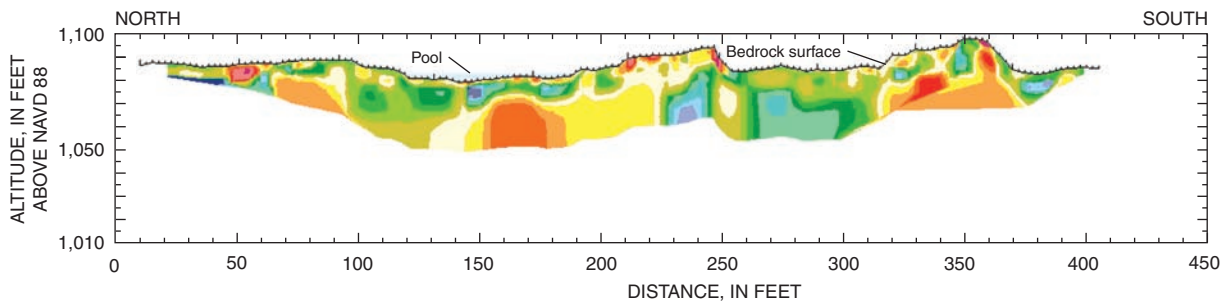 NORTH
SOUTH
1,100
1,050
1,010
ALTITUDE, IN FEET
ABOVE NAVD 88
Pool
Bedrock surface
0 50 100 150 200 250 300 350 400 450
DISTANCE, IN FEET